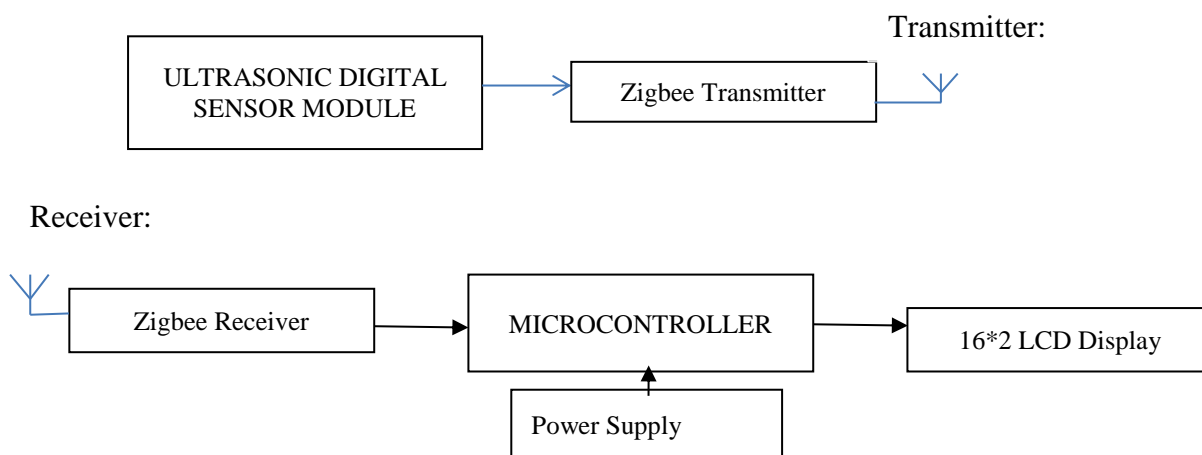 Transmitter:
ULTRASONIC DIGITAL
SENSOR MODULE
Zigbee Transmitter
Receiver:
Zigbee Receiver
MICROCONTROLLER
16*2 LCD Display
Power Supply